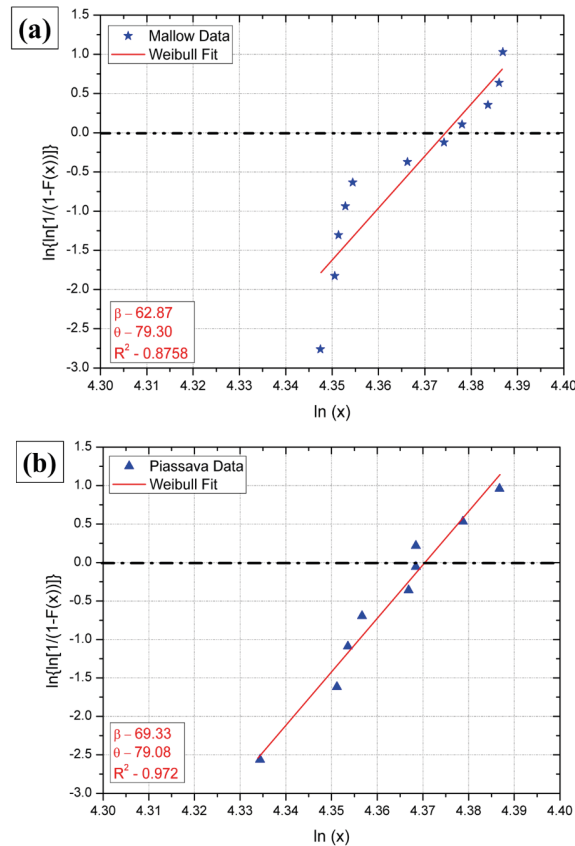 (a)
Mallow Data
Weibull Fit
1.5
1.0
0.5
0.0
-0.5
-1.0
-1.5
-2.0
-2.5
-3.0
ln{ln[1/(1-F(x))]}
β – 62.87
θ – 79.30
R² - 0.8758
4.30 4.31 4.32 4.33 4.34 4.35 4.36 4.37 4.38 4.39 4.40
ln (x)
(b)
Piassava Data
Weibull Fit
1.5
1.0
0.5
0.0
-0.5
-1.0
-1.5
-2.0
-2.5
-3.0
ln{ln[1/(1-F(x))]}
β – 69.33
θ – 79.08
R² - 0.972
4.30 4.31 4.32 4.33 4.34 4.35 4.36 4.37 4.38 4.39 4.40
ln (x)